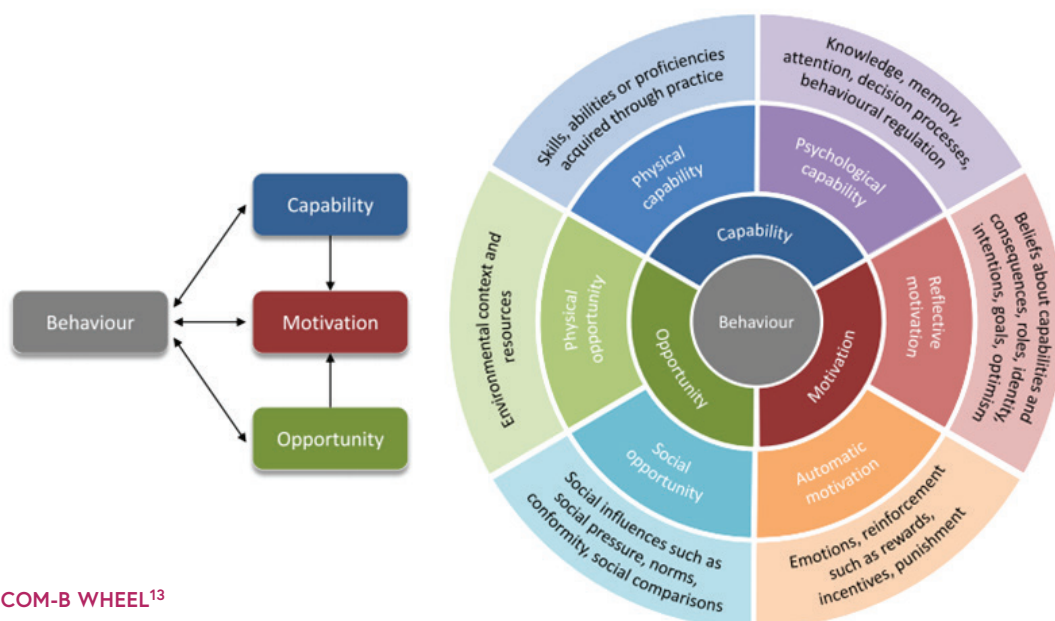 Capability
Behaviour
Motivation
Opportunity
COM-B WHEEL13
Skills, abilities or proficiencies
acquired through practice
Knowledge, memory,
attention, decision processes,
behavioural regulation
Physical
capability
Psychological
capability
Capability
Environmental context and
resources
Physical
opportunity
Opportunity
Behaviour
Motivation
Reflective
motivation
Beliefs about capabilities and
consequences, roles, identity,
intentions, goals, optimism
Social
opportunity
Automatic
motivation
Social influences such as
social pressure, norms,
conformity, social comparisons
Emotions, reinforcement
such as rewards,
incentives, punishment